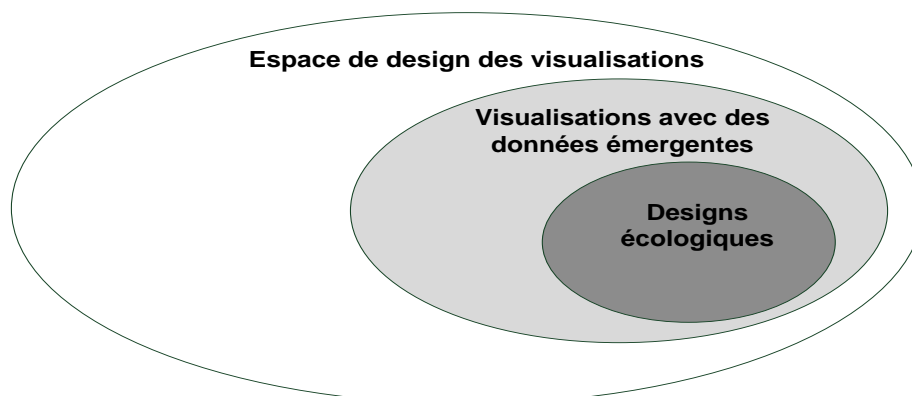 Espace de design des visualisations
Visualisations avec des
données émergentes
Designs
écologiques